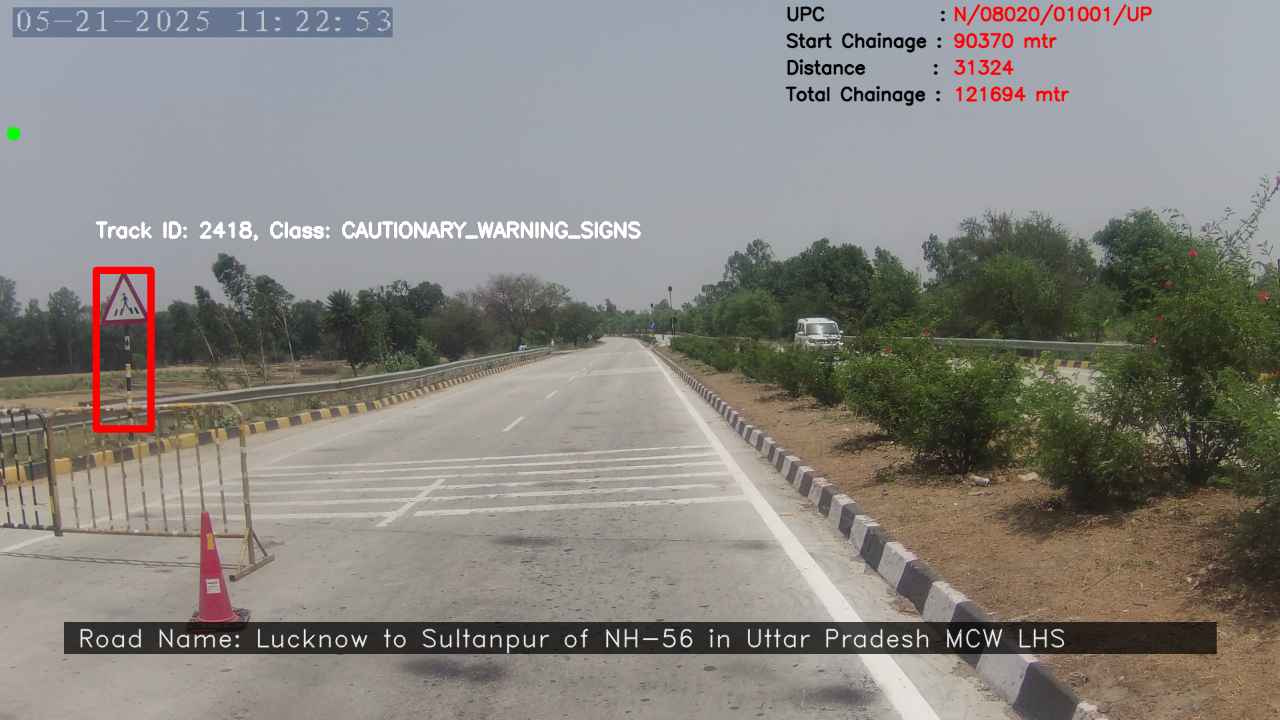 05-21-2025 11:22:53
UPC : N/08020/01001/UP
Start Chainage : 90370 mtr
Distance : 31324
Total Chainage : 121694 mtr
Track ID: 2418, Class: CAUTIONARY_WARNING_SIGNS
Road Name: Lucknow to Sultanpur of NH-56 in Uttar Pradesh MCW LHS